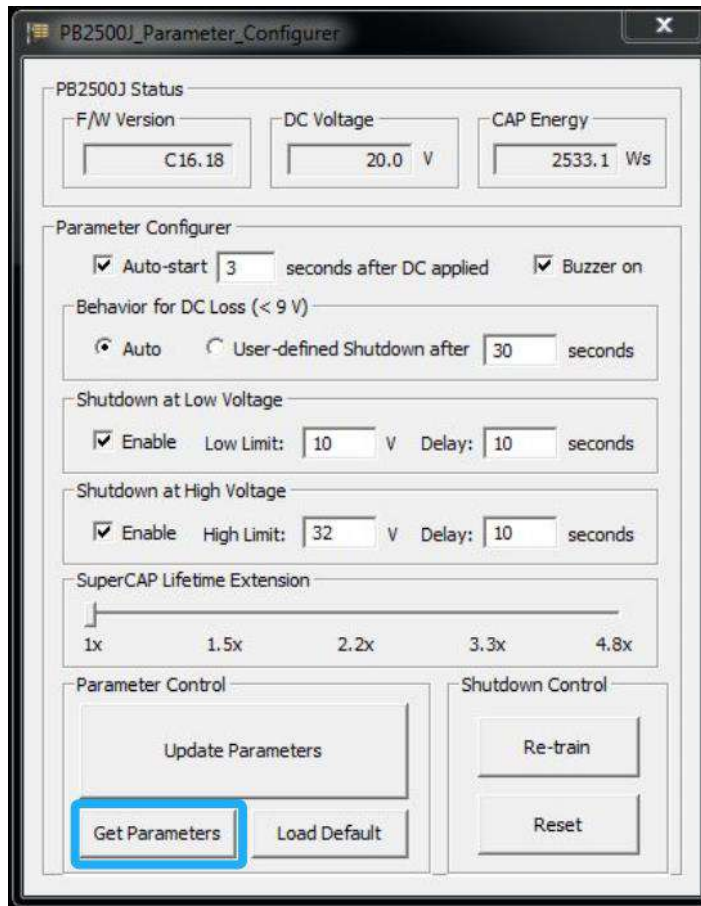 PB2500J_Parameter_Configurer
PB2500J Status
F/W Version DC Voltage CAP Energy
C16.18 20.0 V 2533.1 Ws
Parameter Configurer
Auto-start 3 seconds after DC applied Buzzer on
Behavior for DC Loss (< 9 V)
Auto User-defined Shutdown after 30 seconds
Shutdown at Low Voltage
Enable Low Limit: 10 V Delay: 10 seconds
Shutdown at High Voltage
Enable High Limit: 32 V Delay: 10 seconds
SuperCAP Lifetime Extension
1x 1.5x 2.2x 3.3x 4.8x
Parameter Control Shutdown Control
Update Parameters Re-train
Get Parameters Load Default Reset